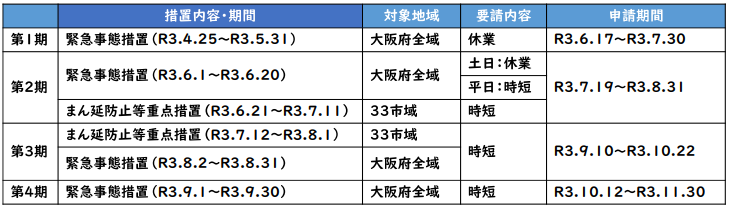 措置内容・期間 対象地域 要請内容 申請期間
第1期 緊急事態措置（R3.4.25～R3.5.31） 大阪府全域 休業 R3.6.17～R3.7.30
第2期 緊急事態措置（R3.6.1～R3.6.20） 大阪府全域 土日：休業 R3.7.19～R3.8.31
平日：時短
まん延防止等重点措置（R3.6.21～R3.7.11） 33市域 時短
第3期 まん延防止等重点措置（R3.7.12～R3.8.1） 33市域 時短 R3.9.10～R3.10.22
緊急事態措置（R3.8.2～R3.8.31） 大阪府全域
第4期 緊急事態措置（R3.9.1～R3.9.30） 大阪府全域 時短 R3.10.12～R3.11.30